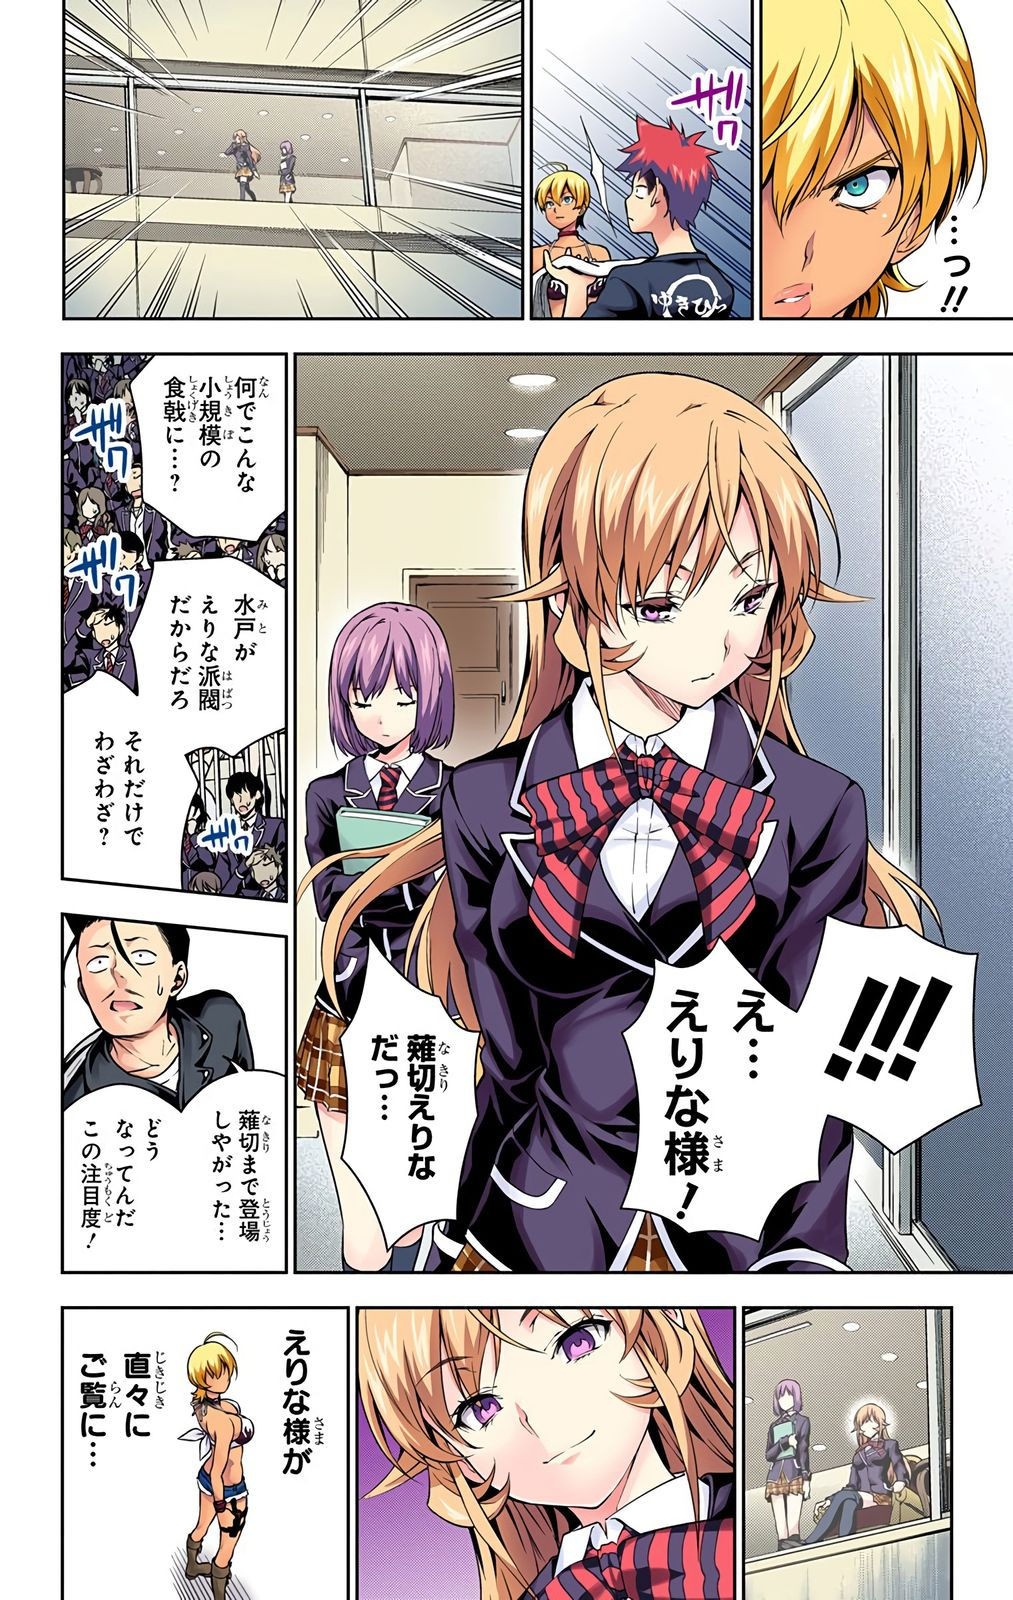 …っ!!
ザワ
ゆきひら
!!!
え…
えりな様!
薙切えりな
だっ…
何でこんな
小規模の
食戟に…?
水戸が
えりな派閥
だからだろ
それだけで
わざわざ?
ザワ
ザワ
ザワ
薙切まで登場
しやがった…
どう
なってんだ
この注目度!
えりな様が
直々に
ご覧に…